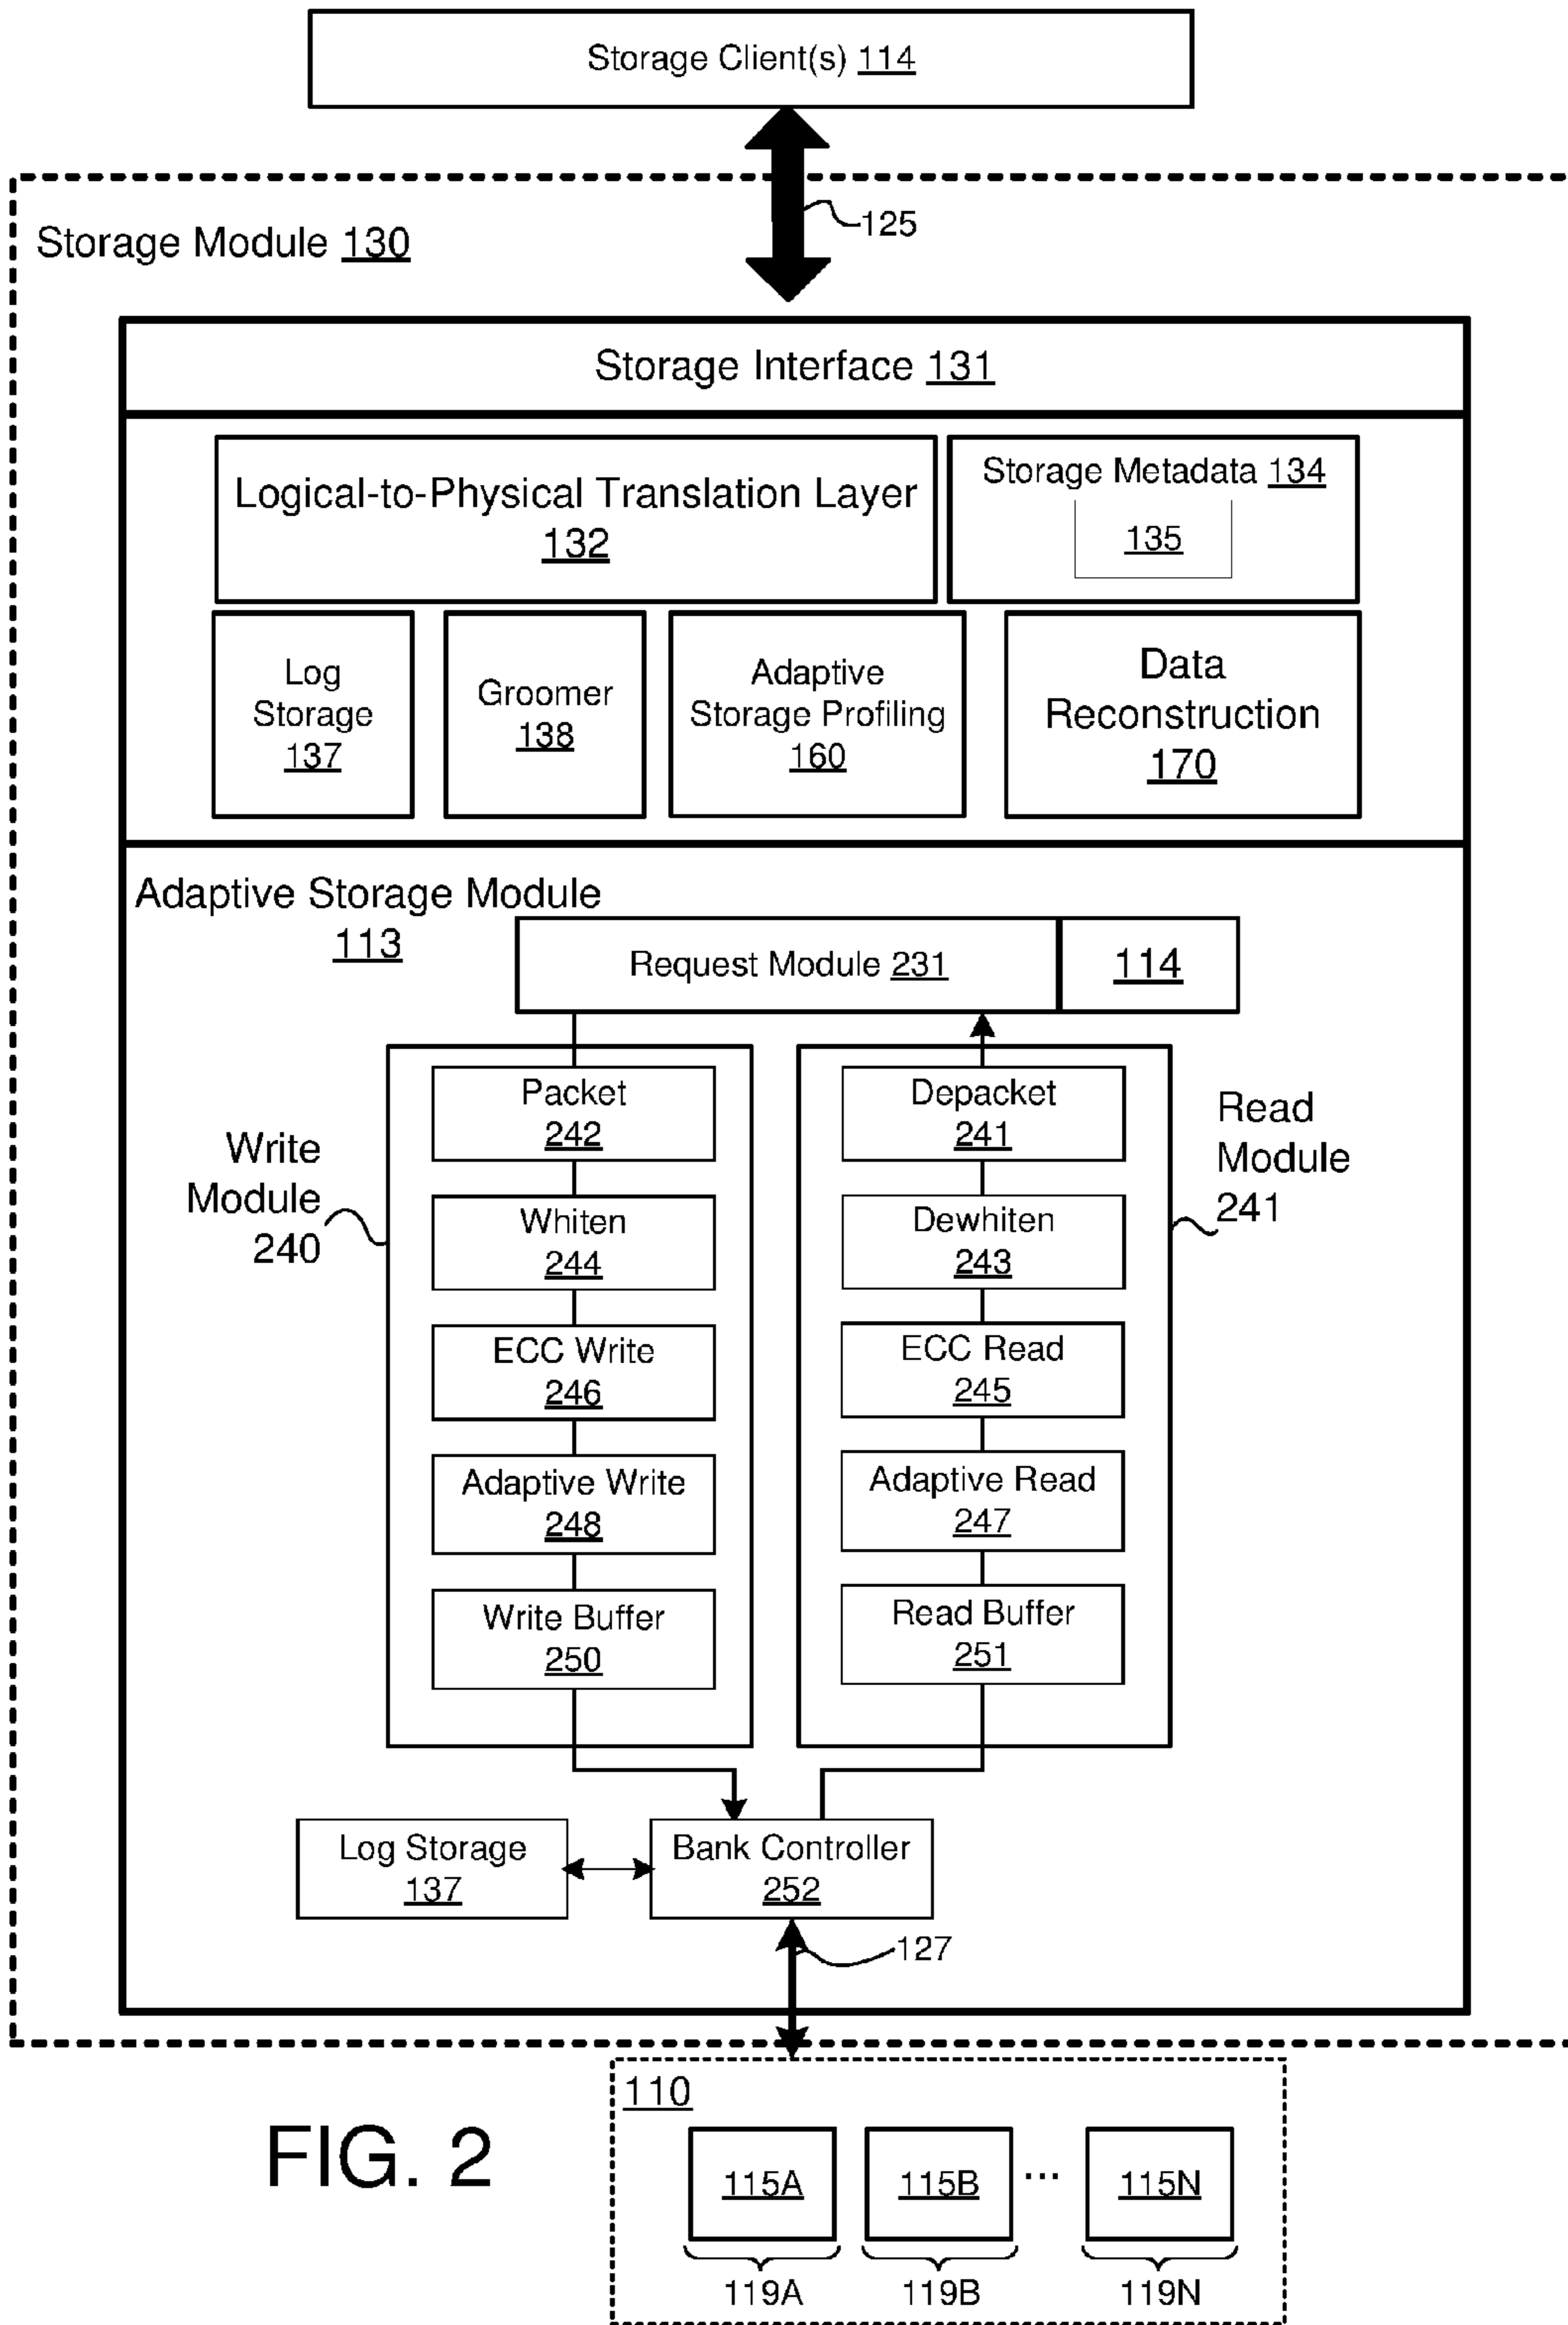 Storage Client(s) 114
125
Storage Module 130
Storage Interface 131
Logical-to-Physical Translation Layer
132
Storage Metadata 134
135
Log
Storage
137
Groomer
138
Adaptive
Storage Profiling
160
Data
Reconstruction
170
Adaptive Storage Module
113
Request Module 231
114
Write
Module
240
Packet
242
Whiten
244
ECC Write
246
Adaptive Write
248
Write Buffer
250
Depacket
241
Dewhiten
243
ECC Read
245
Adaptive Read
247
Read Buffer
251
Read
Module
241
Log Storage
137
Bank Controller
252
127
110
115A
115B
...
115N
119A
119B
119N
FIG. 2